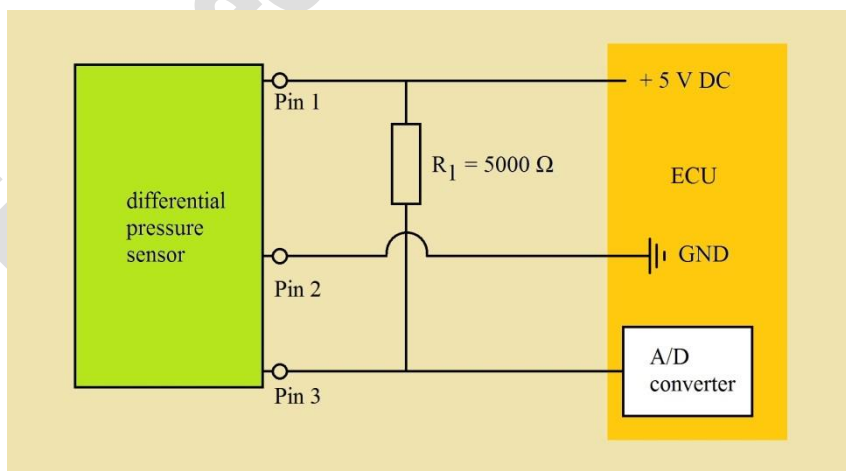 + 5 V DC
Pin 1
R1 = 5000 Ω
ECU
differential
pressure
sensor
GND
Pin 2
A/D
converter
Pin 3